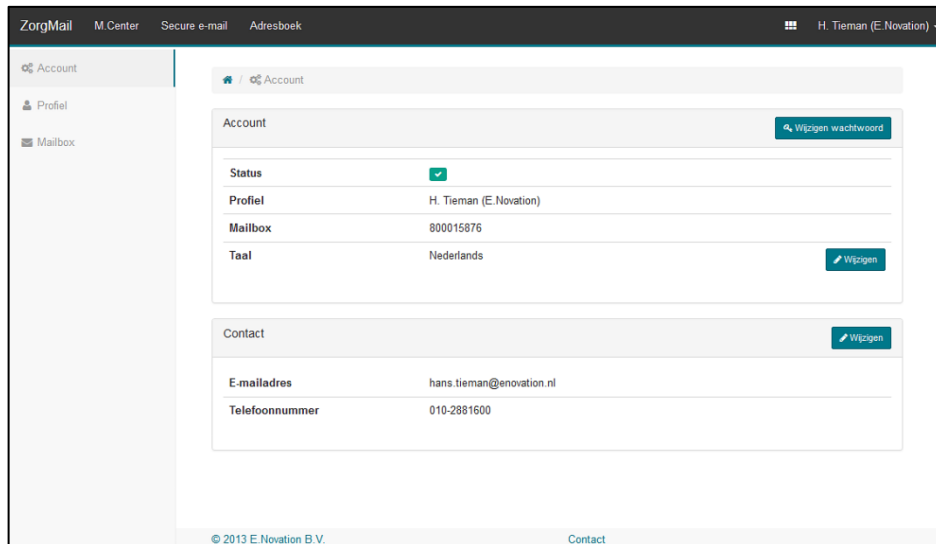 ZorgMail M.Center Secure e-mail Adresboek H. Tieman (E.Novation)
Account
Profiel
Mailbox
/ Account
Account Wijzigen wachtwoord
Status
Profiel H. Tieman (E.Novation)
Mailbox 800015876
Taal Nederlands Wijzigen
Contact Wijzigen
E-mailadres hans.tieman@enovation.nl
Telefoonnummer 010-2881600
© 2013 E.Novation B.V. Contact